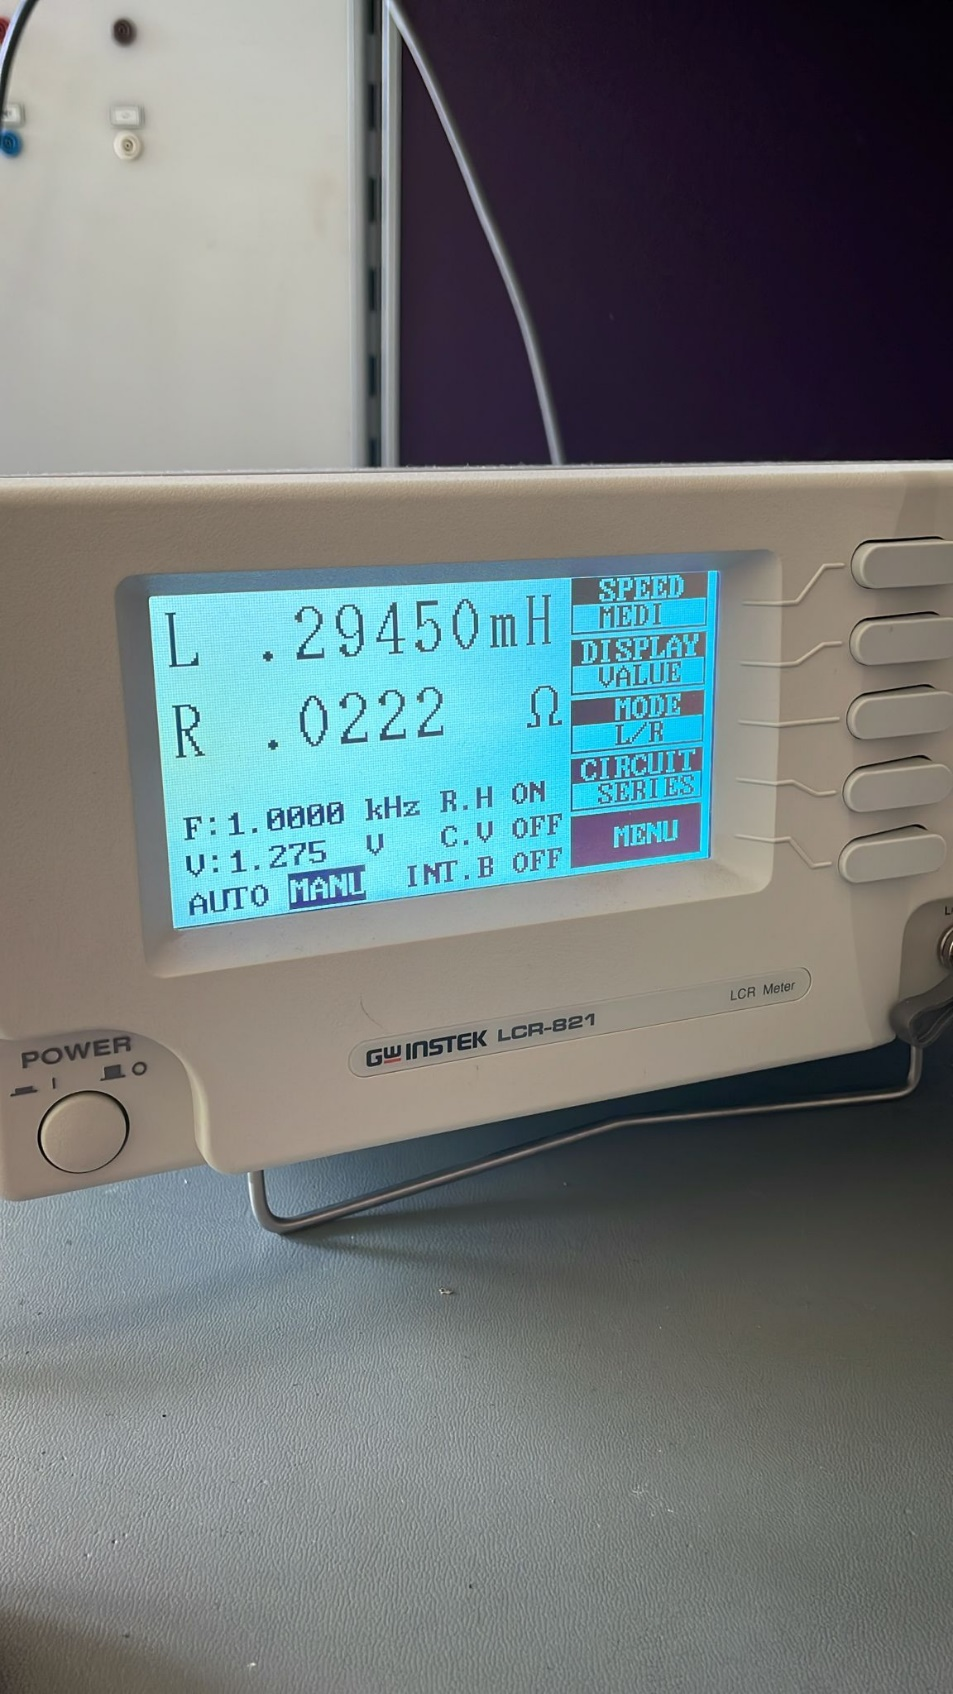 L .29450mH
R .0222 Ω
F:1.0000 kHz R.H ON
V:1.275 V C.V OFF
AUTO MANU INT.B OFF
SPEED
MEDI
DISPLAY
VALUE
MODE
L/R
CIRCUIT
SERIES
MENU
LCR Meter
GW INSTEK LCR-821
POWER